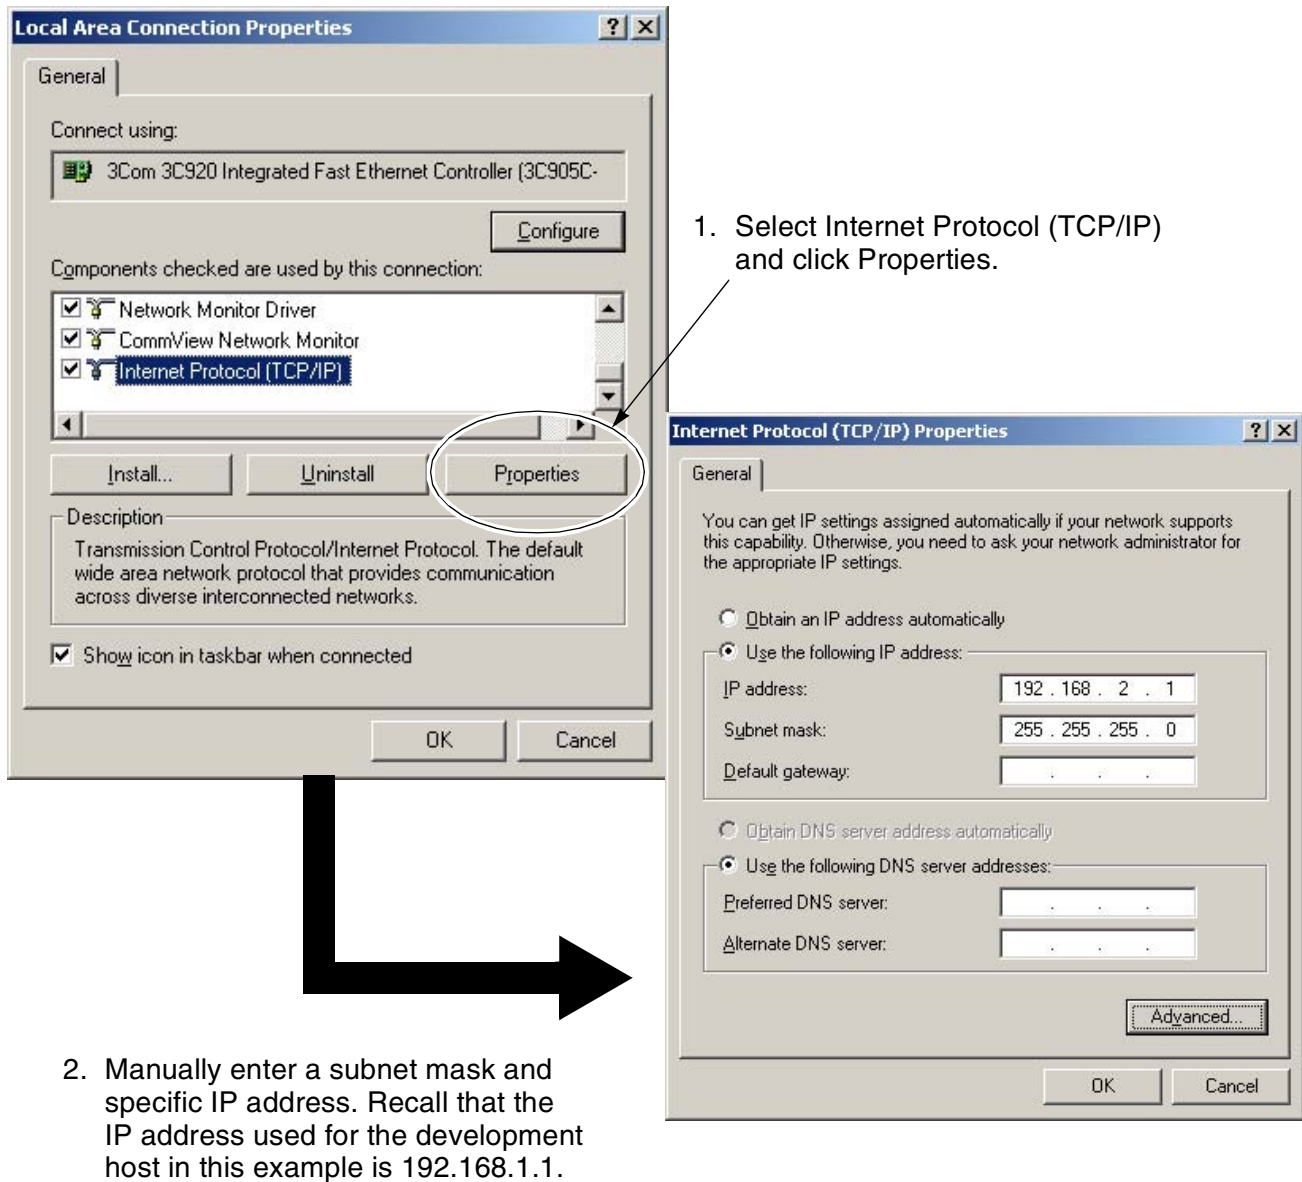 Local Area Connection Properties
General
Connect using:
3Com 3C920 Integrated Fast Ethernet Controller (3C905C-
Configure
Components checked are used by this connection:
Network Monitor Driver
CommView Network Monitor
Internet Protocol (TCP/IP)
Install...
Uninstall
Properties
Description
Transmission Control Protocol/Internet Protocol. The default
wide area network protocol that provides communication
across diverse interconnected networks.
Show icon in taskbar when connected
OK
Cancel
1. Select Internet Protocol (TCP/IP)
and click Properties.
Internet Protocol (TCP/IP) Properties
General
You can get IP settings assigned automatically if your network supports
this capability. Otherwise, you need to ask your network administrator for
the appropriate IP settings.
Obtain an IP address automatically
Use the following IP address:
IP address:
192 . 168 . 2 . 1
Subnet mask:
255 . 255 . 255 . 0
Default gateway:
. . .
Obtain DNS server address automatically
Use the following DNS server addresses:
Preferred DNS server:
. . .
Alternate DNS server:
. . .
Advanced...
OK
Cancel
2. Manually enter a subnet mask and
specific IP address. Recall that the
IP address used for the development
host in this example is 192.168.1.1.